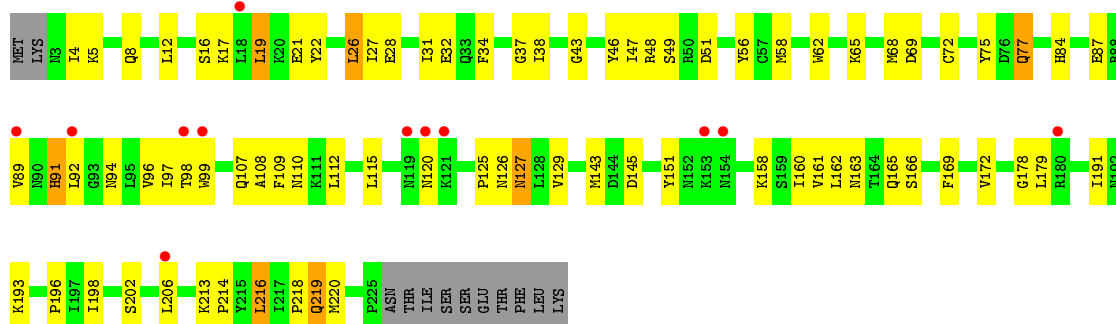 MET LYS N3 I4 K5 Q8 L12 S16 K17 L18 L19 K20 E21 Y22 L26 I27 E28 I31 E32 Q33 F34 G37 I38 G43 Y46 I47 R48 S49 R50 D51 Y56 C57 M58 W62 K65 M68 D69 C72 Y75 D76 Q77 H84 E87 R88
V89 N90 H91 L92 G93 N94 L95 V96 I97 T98 W99 Q107 A108 F109 N110 K111 L112 L115 N119 N120 K121 P125 N126 N127 L128 V129 M143 D144 D145 Y151 N152 K153 N154 K158 S159 I160 V161 L162 N163 T164 Q165 S166 F169 V172 G178 L179 R180 I191 N192
K193 P196 I197 I198 S202 L206 K213 P214 Y215 L216 I217 P218 Q219 M220 P225 ASN THR ILE SER SER GLU THR PHE LEU LYS